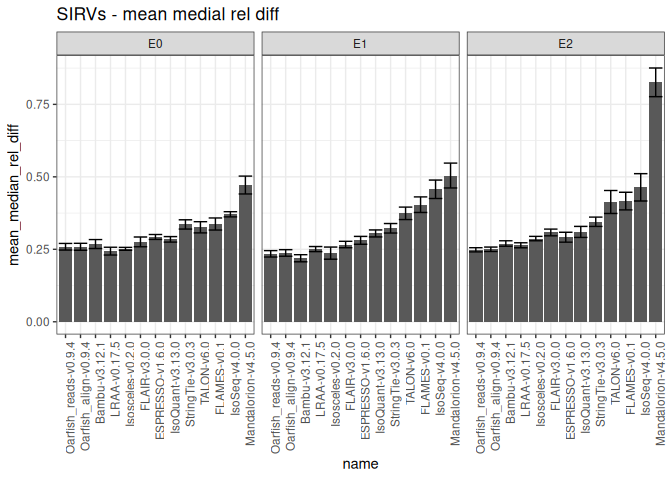 SIRVs - mean medial rel diff
E0
E1
E2
mean_median_rel_diff
0.75
0.50
0.25
0.00
Oarfish_reads-v0.9.4
Oarfish_align-v0.9.4
Bambu-v3.12.1
LRAA-v0.17.5
Isosceles-v0.2.0
FLAIR-v3.0.0
ESPRESSO-v1.6.0
IsoQuant-v3.13.0
StringTie-v3.0.3
TALON-v6.0
FLAMES-v0.1
IsoSeq-v4.0.0
Mandalorion-v4.5.0
Oarfish_reads-v0.9.4
Oarfish_align-v0.9.4
Bambu-v3.12.1
LRAA-v0.17.5
Isosceles-v0.2.0
FLAIR-v3.0.0
ESPRESSO-v1.6.0
IsoQuant-v3.13.0
StringTie-v3.0.3
TALON-v6.0
FLAMES-v0.1
IsoSeq-v4.0.0
Mandalorion-v4.5.0
Oarfish_reads-v0.9.4
Oarfish_align-v0.9.4
Bambu-v3.12.1
LRAA-v0.17.5
Isosceles-v0.2.0
FLAIR-v3.0.0
ESPRESSO-v1.6.0
IsoQuant-v3.13.0
StringTie-v3.0.3
TALON-v6.0
FLAMES-v0.1
IsoSeq-v4.0.0
Mandalorion-v4.5.0
name